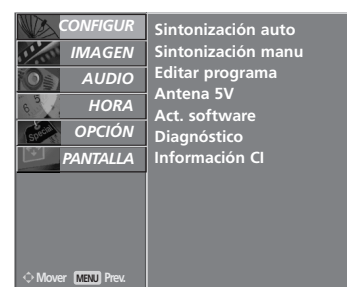 CONFIGUR
IMAGEN
AUDIO
HORA
OPCIÓN
PANTALLA
Sintonización auto
Sintonización manu
Editar programa
Antena 5V
Act. software
Diagnóstico
Información CI
Mover MENU Prev.